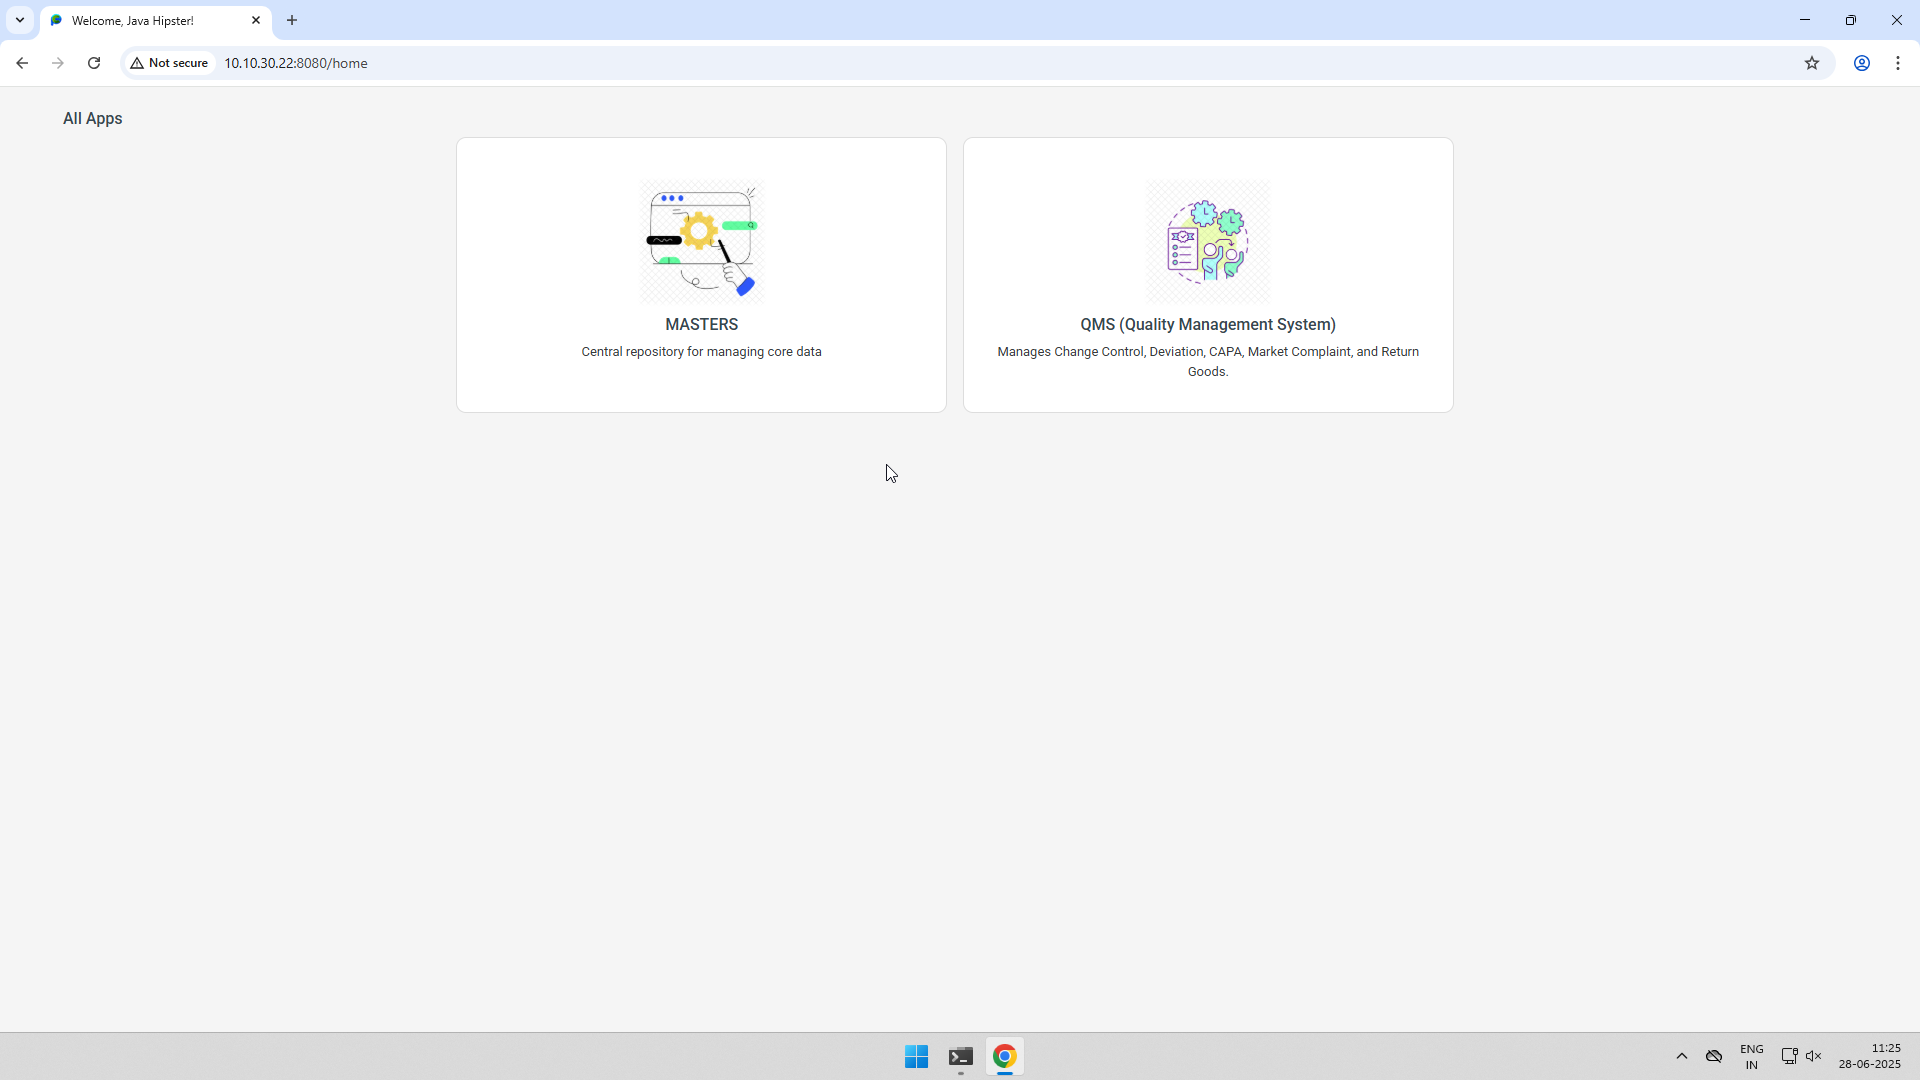 Welcome, Java Hipster!
Not secure
10.10.30.22:8080/home
All Apps
MASTERS
Central repository for managing core data
QMS (Quality Management System)
Manages Change Control, Deviation, CAPA, Market Complaint, and Return
Goods.
ENG
IN
11:25
28-06-2025